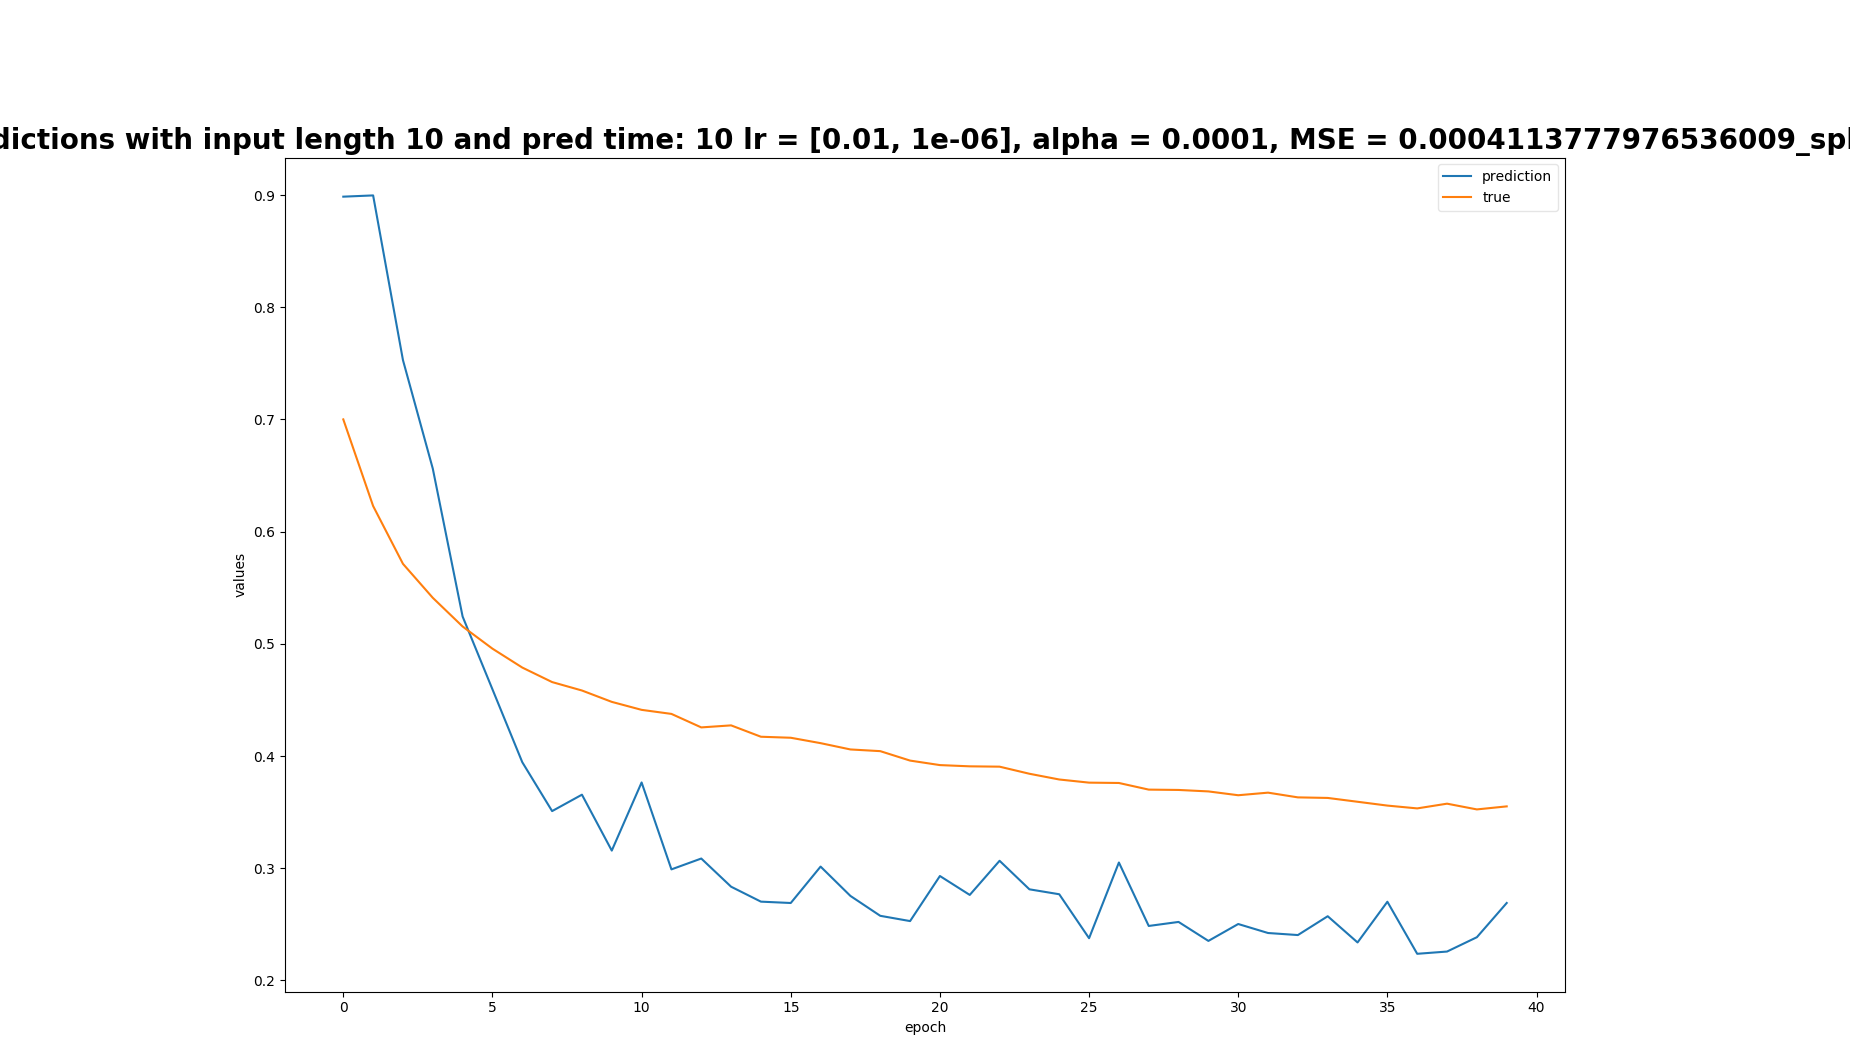 dictions with input length 10 and pred time: 10 lr = [0.01, 1e-06], alpha = 0.0001, MSE = 0.0004113777976536009_spl
prediction
true
0.9
0.8
0.7
0.6
0.5
0.4
0.3
0.2
values
0 5 10 15 20 25 30 35 40
epoch